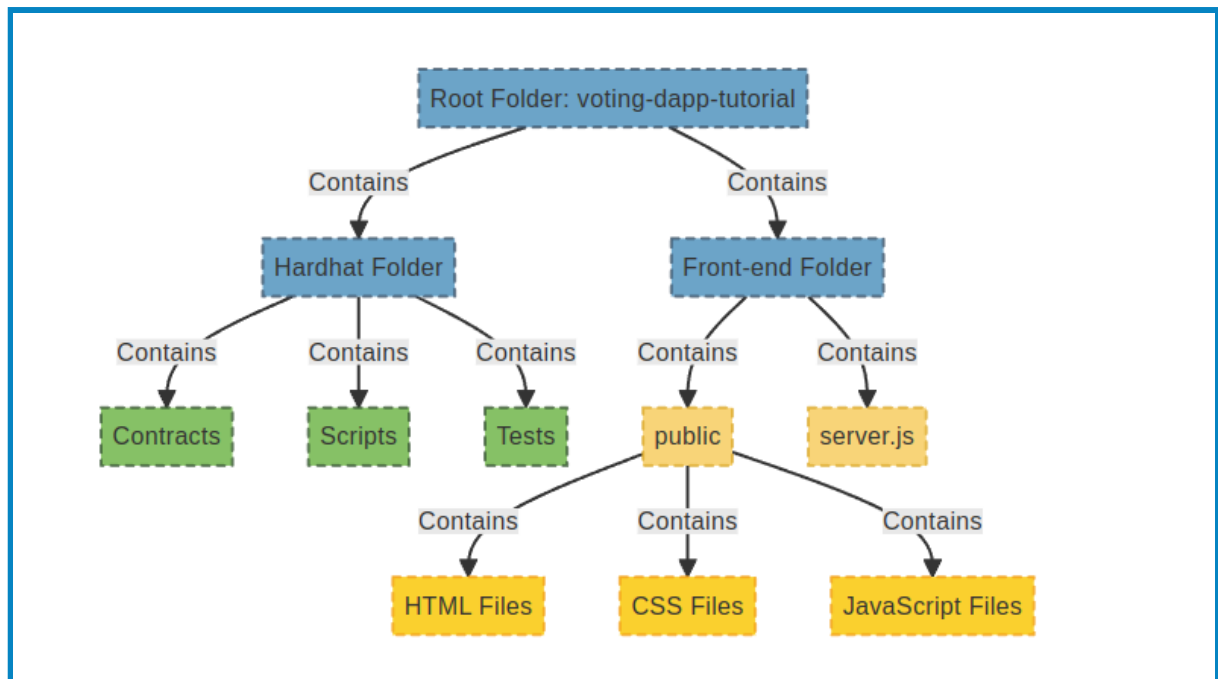 Root Folder: voting-dapp-tutorial
Contains
Contains
Hardhat Folder
Front-end Folder
Contains
Contains
Contains
Contains
Contains
Contracts
Scripts
Tests
public
server.js
Contains
Contains
Contains
HTML Files
CSS Files
JavaScript Files